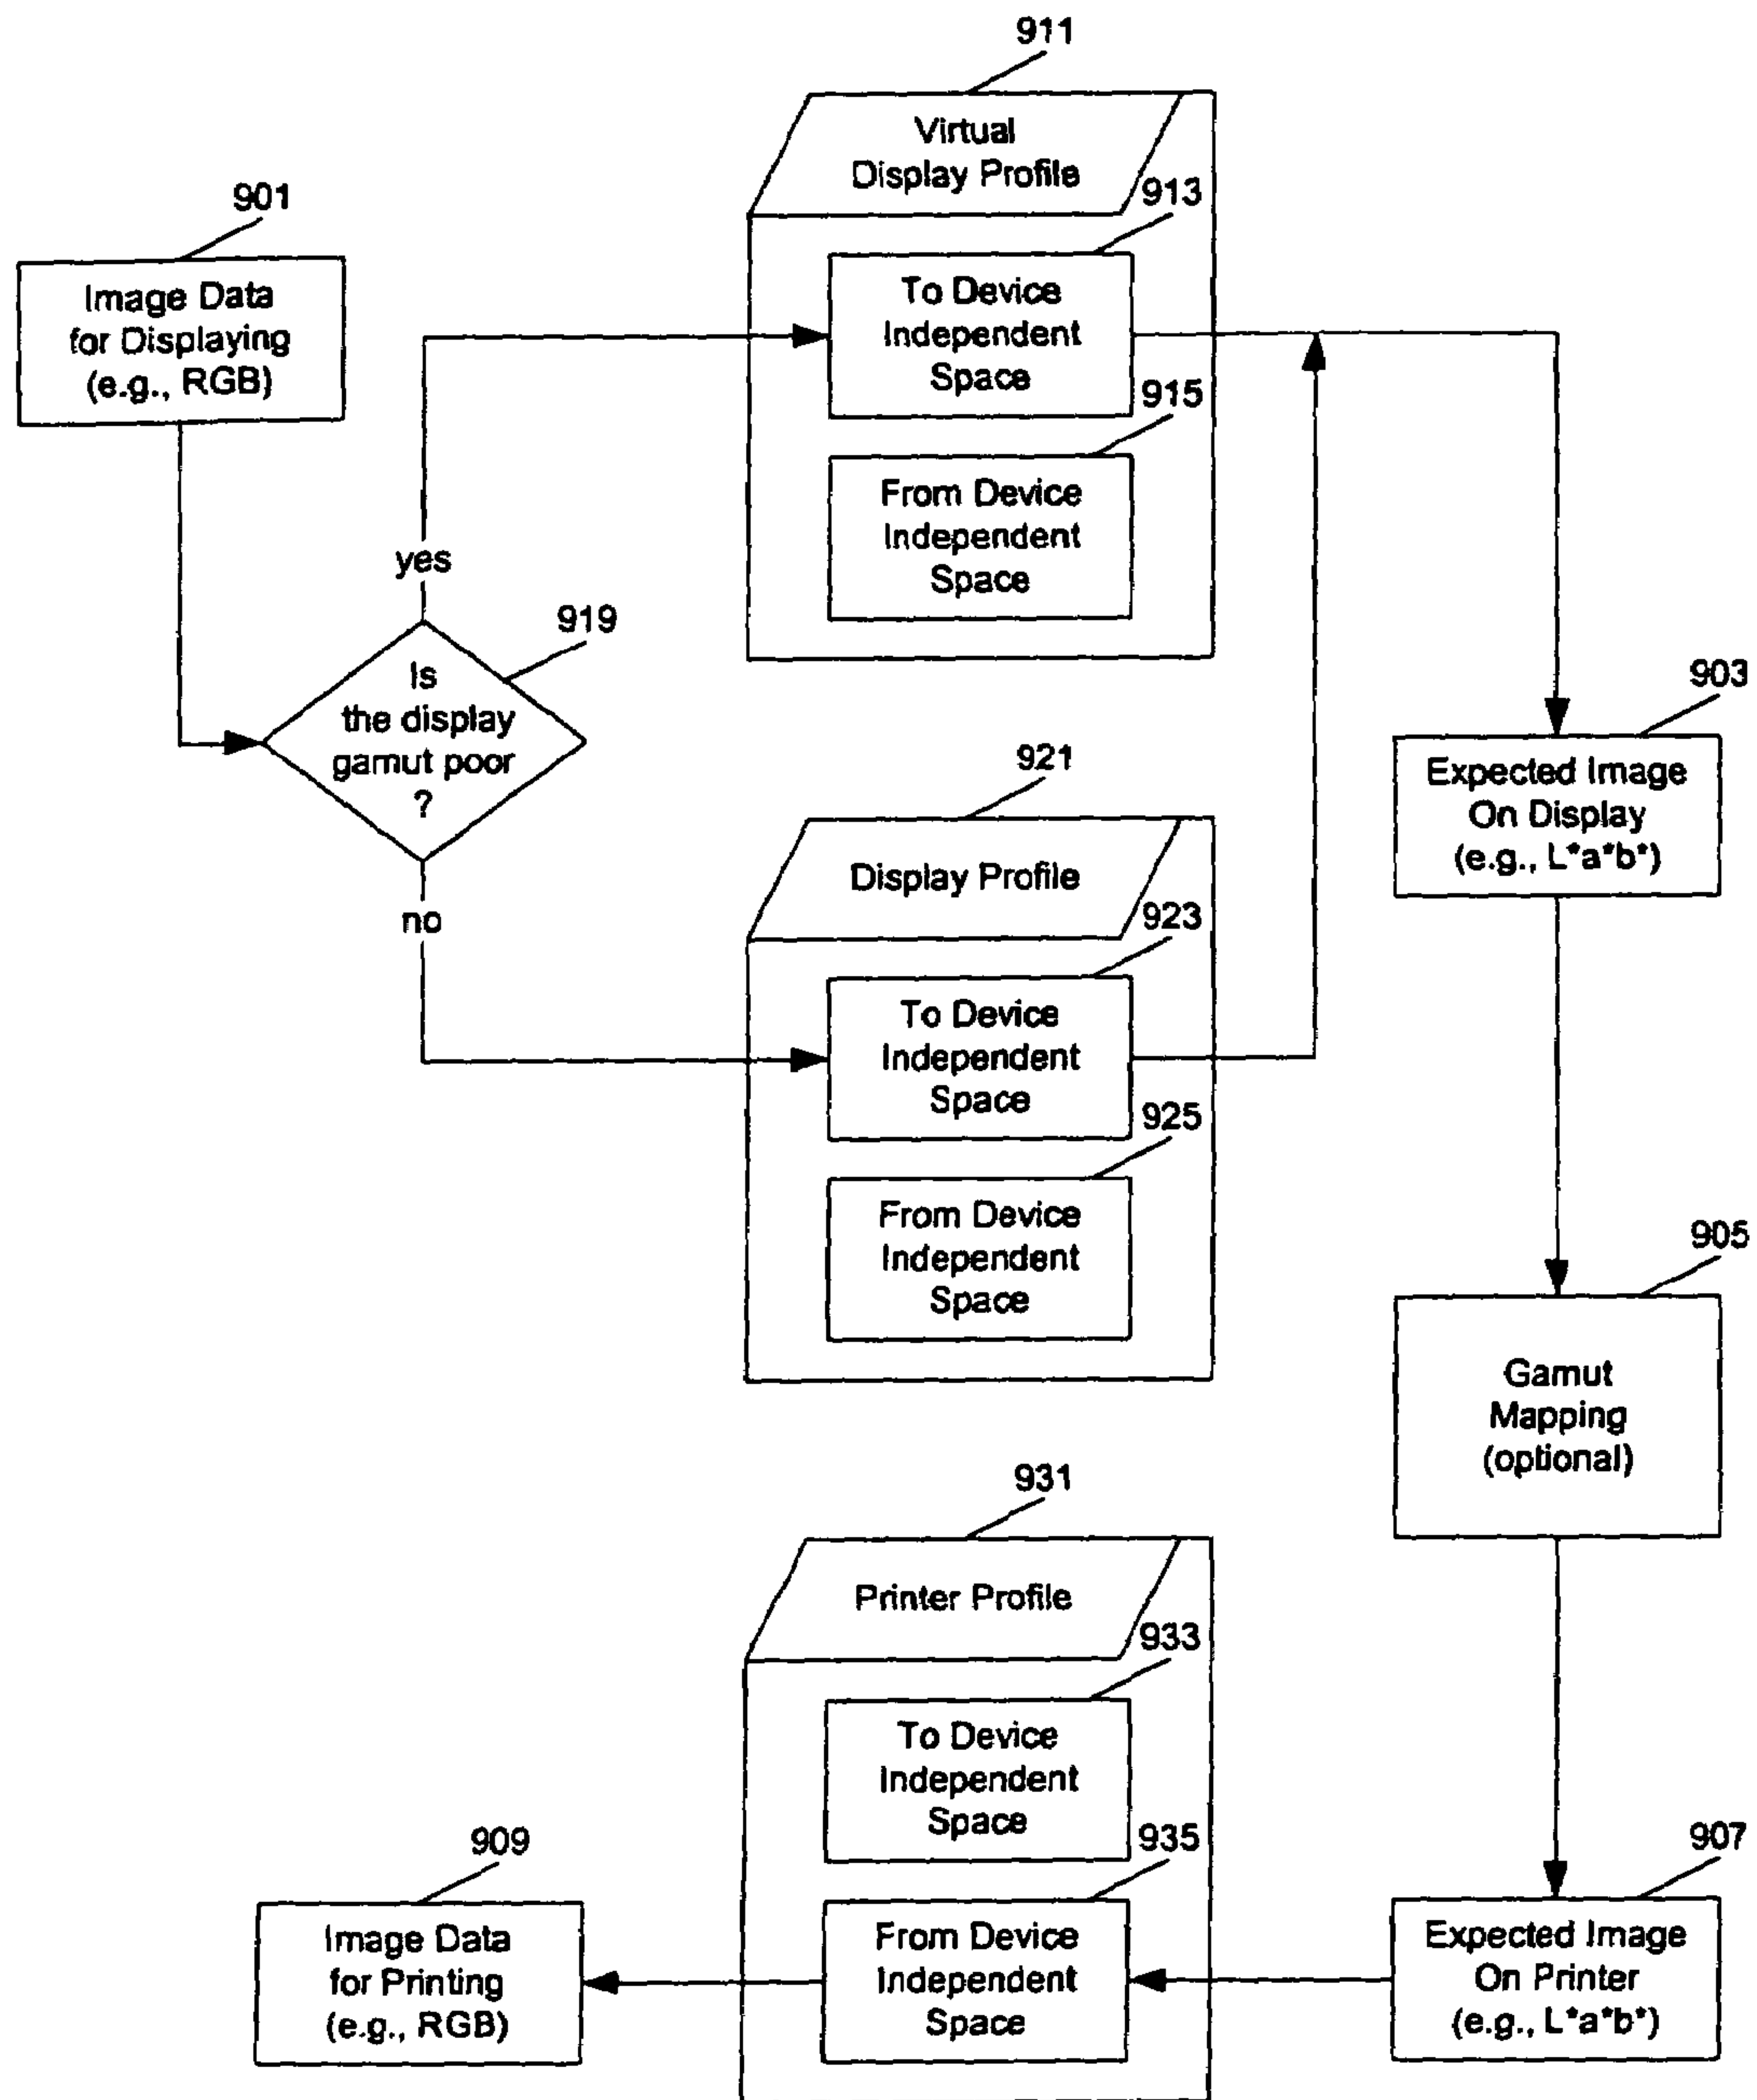 911
Virtual
Display Profile
913
901
Image Data
for Displaying
(e.g., RGB)
To Device
Independent
Space
915
From Device
Independent
Space
yes
919
Is
the display
gamut poor
?
no
903
Expected Image
On Display
(e.g., L*a*b*)
921
Display Profile
923
To Device
Independent
Space
925
From Device
Independent
Space
905
Gamut
Mapping
(optional)
931
Printer Profile
933
To Device
Independent
Space
935
From Device
Independent
Space
907
Expected Image
On Printer
(e.g., L*a*b*)
909
Image Data
for Printing
(e.g., RGB)